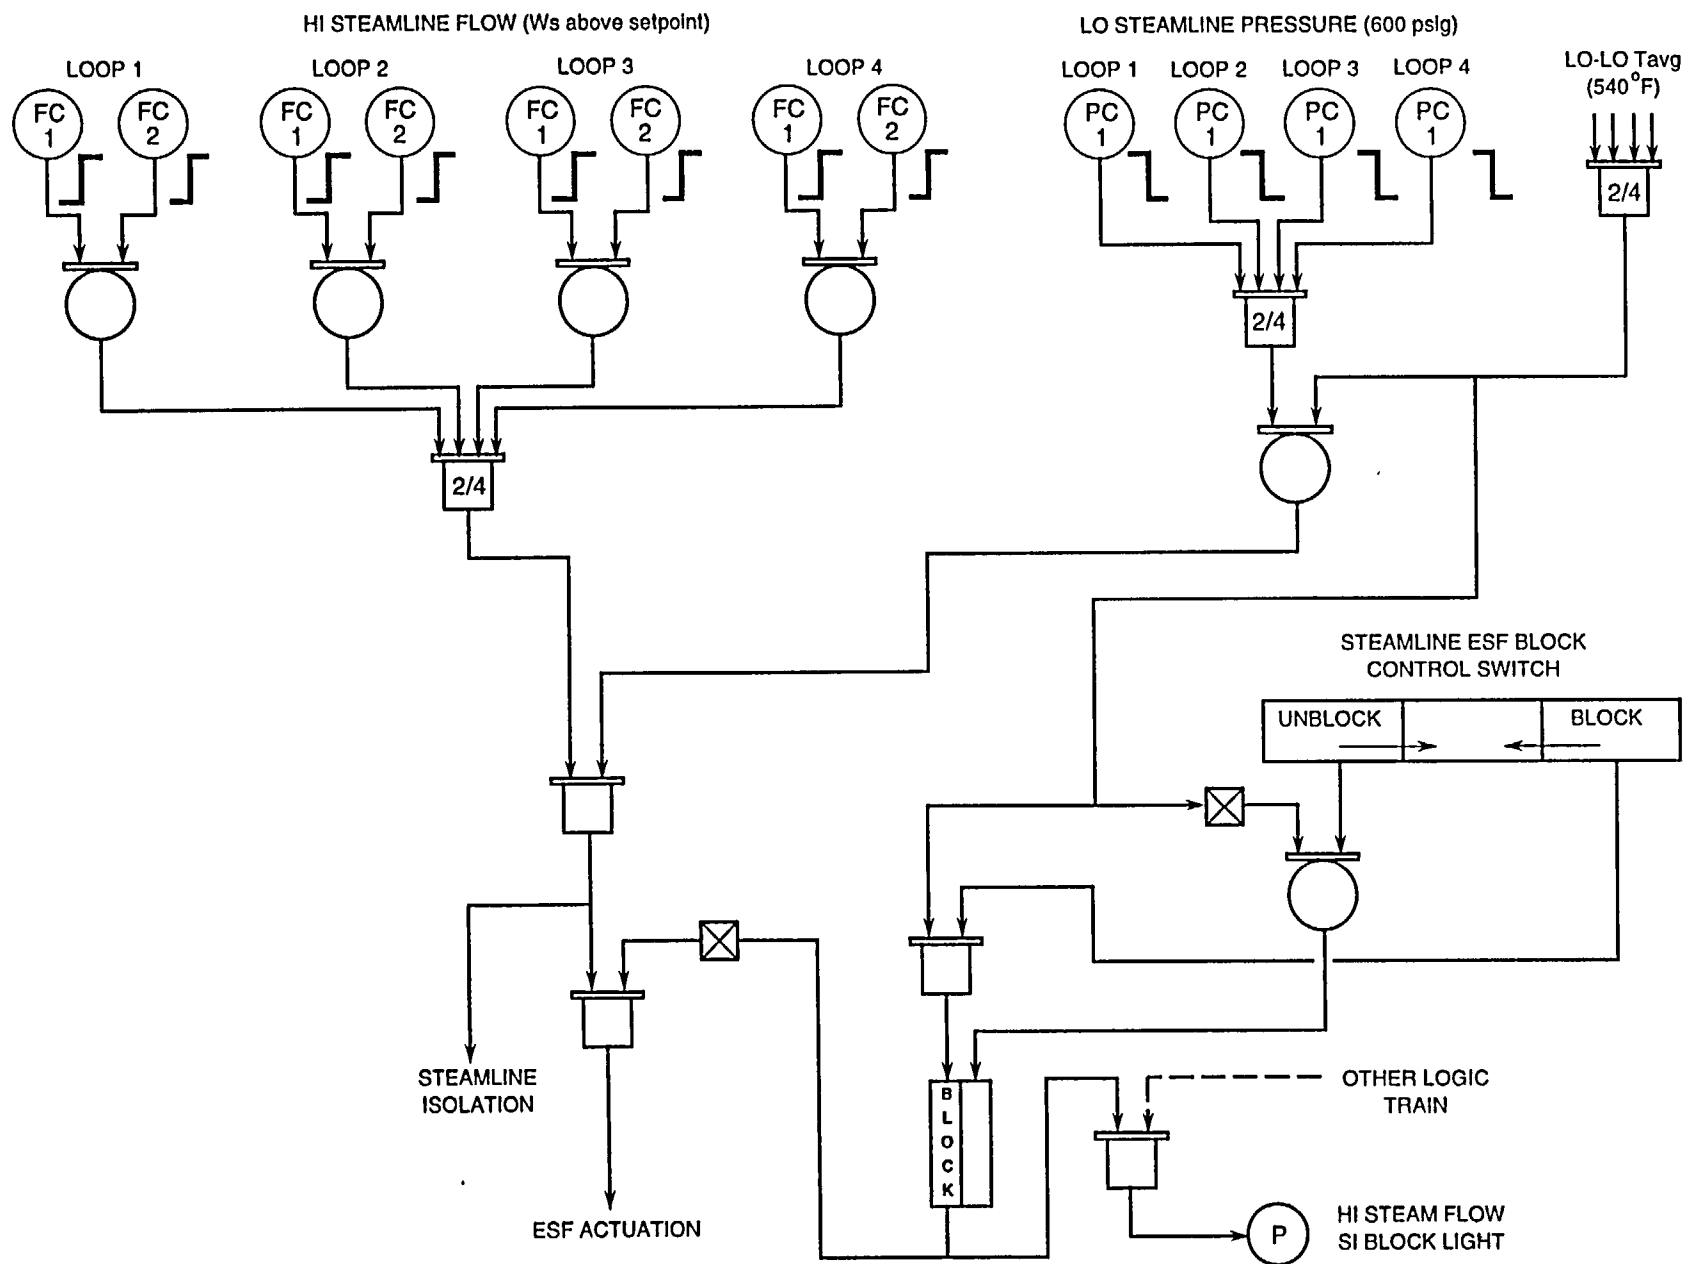 HI STEAMLINE FLOW (Ws above setpoint)
LO STEAMLINE PRESSURE (600 psig)
LOOP 1
LOOP 2
LOOP 3
LOOP 4
LOOP 1
LOOP 2
LOOP 3
LOOP 4
LO-LO Tavg
(540°F)
FC
1
FC
2
FC
1
FC
2
FC
1
FC
2
FC
1
FC
2
PC
1
PC
1
PC
1
PC
1
2/4
2/4
2/4
STEAMLINE ESF BLOCK
CONTROL SWITCH
UNBLOCK
BLOCK
STEAMLINE
ISOLATION
BLOCK
OTHER LOGIC
TRAIN
ESF ACTUATION
P
HI STEAM FLOW
SI BLOCK LIGHT